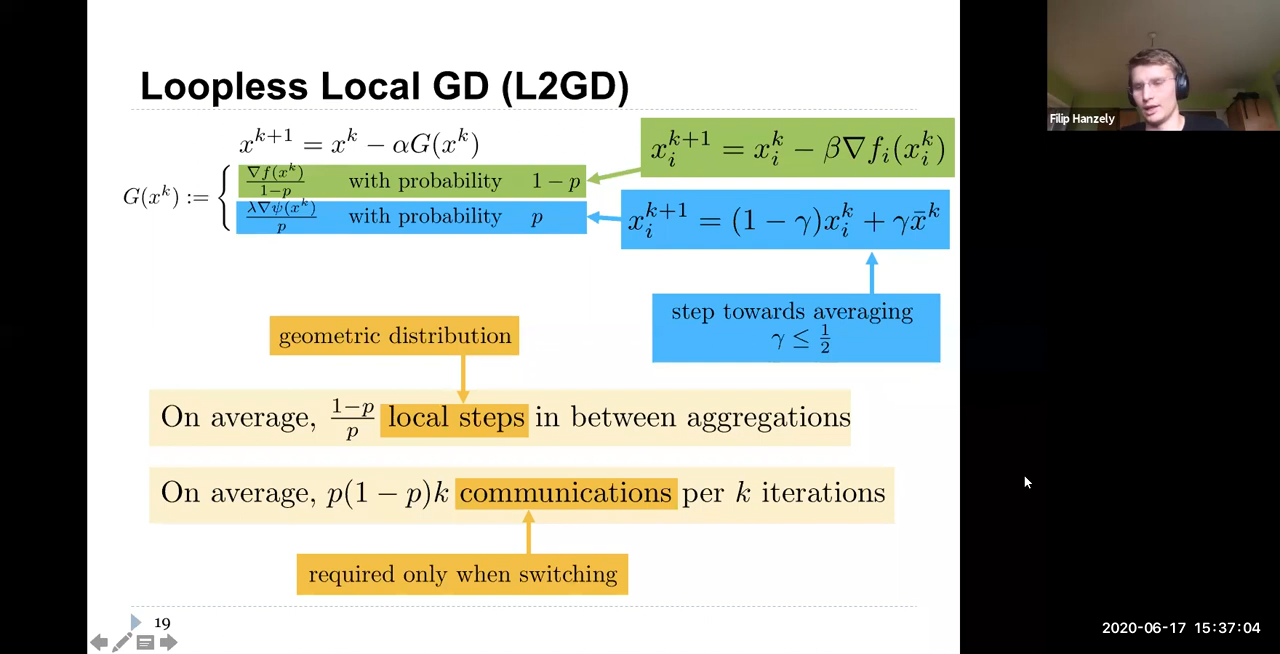 Loopless Local GD (L2GD)
Filip Hanzely
x^{k+1} = x^k − αG(x^k)
x_i^{k+1} = x_i^k − β∇f_i(x_i^k)
G(x^k) := {
∇f(x^k)/(1−p) with probability 1 − p
λ∇ψ(x^k)/p with probability p
x_i^{k+1} = (1 − γ)x_i^k + γx̄^k
step towards averaging
γ ≤ 1/2
geometric distribution
On average, (1−p)/p local steps in between aggregations
On average, p(1 − p)k communications per k iterations
required only when switching
19
2020-06-17 15:37:04